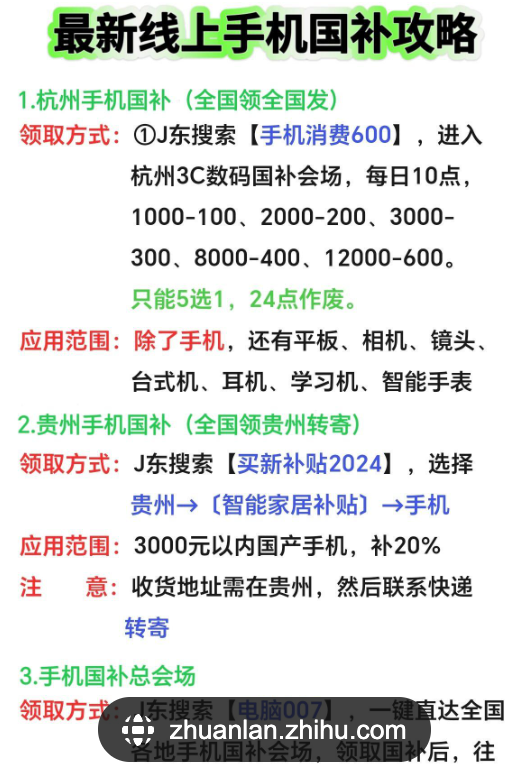 最新线上手机国补攻略
1.杭州手机国补（全国领全国发）
领取方式：①J东搜索【手机消费600】，进入
杭州3C数码国补会场，每日10点，
1000-100、2000-200、3000-
300、8000-400、12000-600。
只能5选1，24点作废。
应用范围：除了手机，还有平板、相机、镜头、
台式机、耳机、学习机、智能手表
2.贵州手机国补（全国领贵州转寄）
领取方式：J东搜索【买新补贴2024】，选择
贵州→〔智能家居补贴〕→手机
应用范围：3000元以内国产手机，补20%
注 意：收货地址需在贵州，然后联系快递
转寄
3.手机国补总会场
领取方式：J东搜索【电脑007】，一键直达全国
各地手机国补会场，领取国补后，往
zhuanlan.zhihu.com